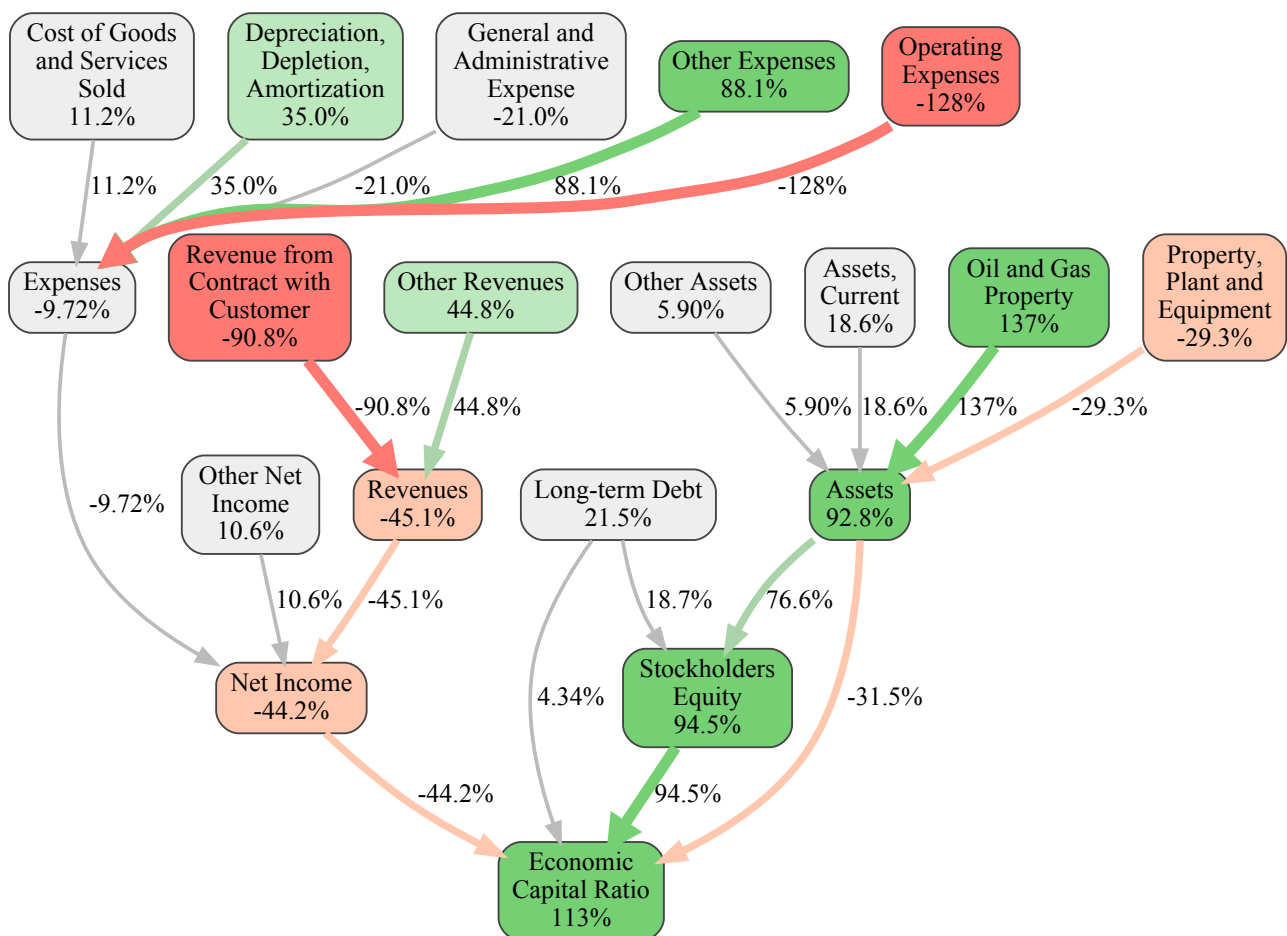 Cost of Goods
and Services
Sold
11.2%
Depreciation,
Depletion,
Amortization
35.0%
General and
Administrative
Expense
-21.0%
Other Expenses
88.1%
Operating
Expenses
-128%
11.2%
35.0%
-21.0%
88.1%
-128%
Expenses
-9.72%
Revenue from
Contract with
Customer
-90.8%
Other Revenues
44.8%
Other Assets
5.90%
Assets,
Current
18.6%
Oil and Gas
Property
137%
Property,
Plant and
Equipment
-29.3%
-90.8%
44.8%
5.90%
18.6%
137%
-29.3%
-9.72%
Other Net
Income
10.6%
Revenues
-45.1%
Long-term Debt
21.5%
Assets
92.8%
10.6%
-45.1%
18.7%
76.6%
Net Income
-44.2%
4.34%
Stockholders
Equity
94.5%
-31.5%
-44.2%
94.5%
Economic
Capital Ratio
113%